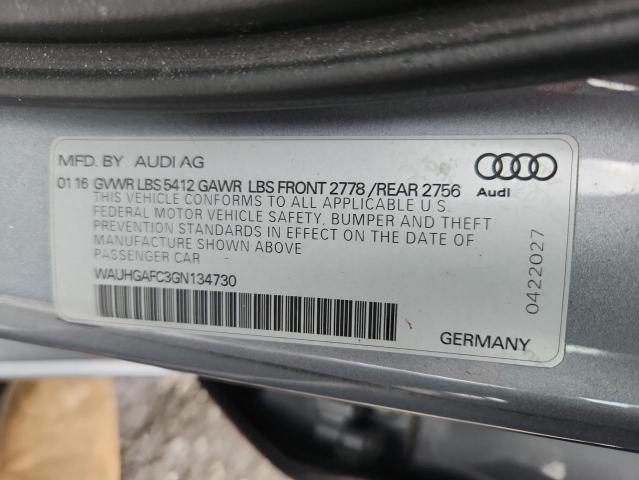 MFD. BY AUDI AG
01 16 GVWR LBS 5412 GAWR LBS FRONT 2778 /REAR 2756
THIS VEHICLE CONFORMS TO ALL APPLICABLE U S.
FEDERAL MOTOR VEHICLE SAFETY, BUMPER AND THEFT
PREVENTION STANDARDS IN EFFECT ON THE DATE OF
MANUFACTURE SHOWN ABOVE
PASSENGER CAR
WAUHGAFC3GN134730
GERMANY
Audi
0422027